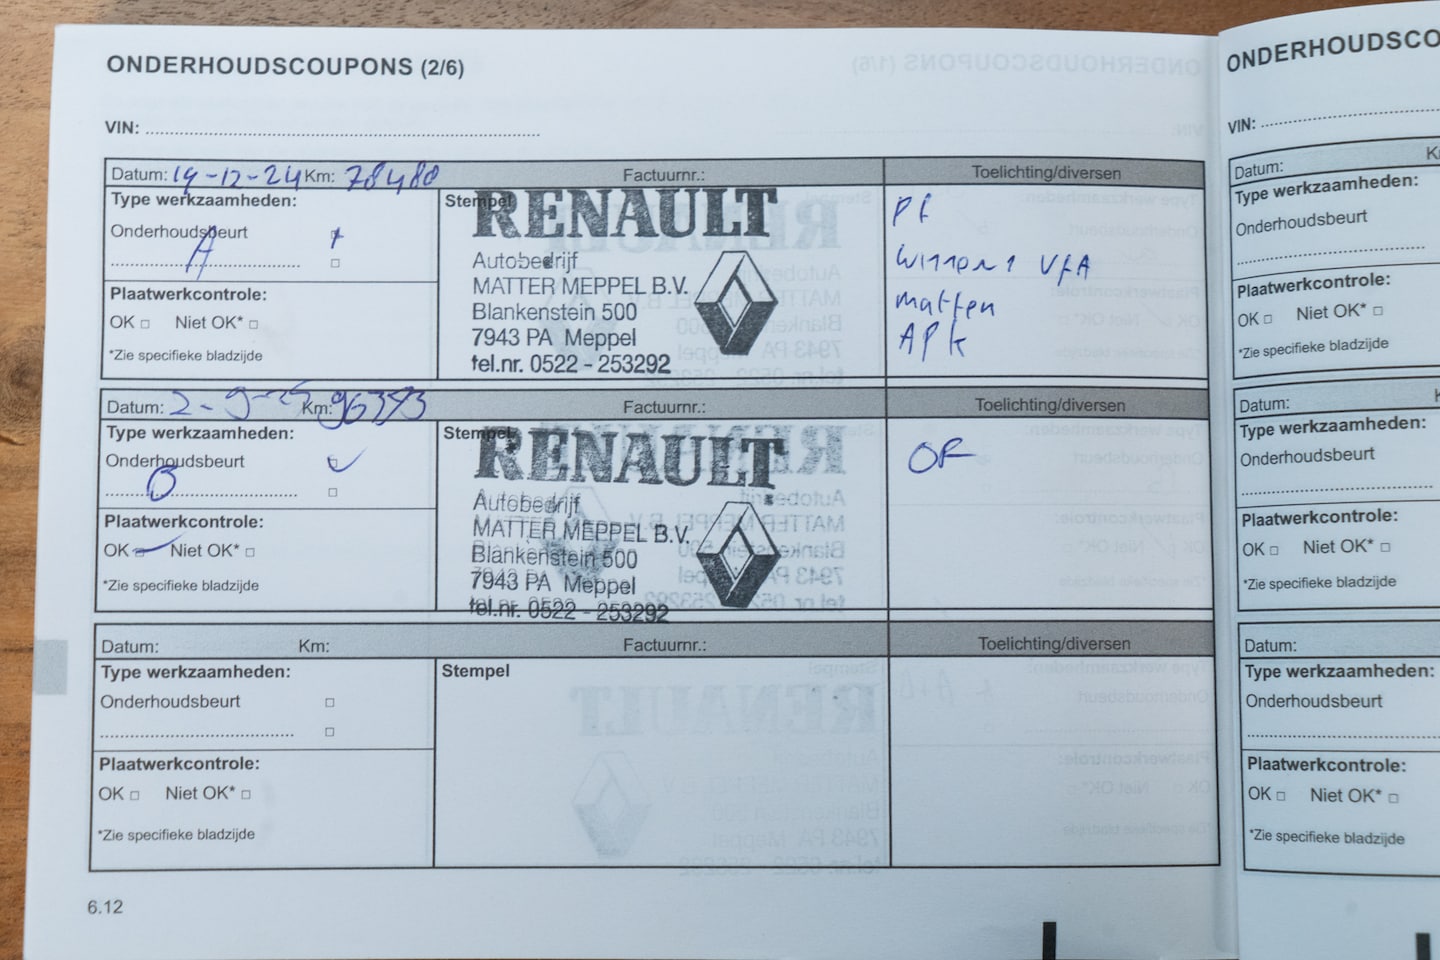 ONDERHOUDSCOUPONS (2/6)
VIN:
Datum: 19-12-24 Km: 78480 Factuurnr.: Toelichting/diversen
Type werkzaamheden:
Onderhoudsbeurt
A
Plaatwerkcontrole:
OK Niet OK*
*Zie specifieke bladzijde
Stempel
RENAULT
Autobedrijf
MATTER MEPPEL B.V.
Blankenstein 500
7943 PA Meppel
tel.nr. 0522 - 253292
PF
VfA
matten
APK
Datum: 2-9-25 Km: Factuurnr.: Toelichting/diversen
Type werkzaamheden:
Onderhoudsbeurt
Plaatwerkcontrole:
OK Niet OK*
*Zie specifieke bladzijde
Stempel
RENAULT
Autobedrijf
MATTER MEPPEL B.V.
Blankenstein 500
7943 PA Meppel
tel.nr. 0522 - 253292
OF
Datum: Km: Factuurnr.: Toelichting/diversen
Type werkzaamheden:
Onderhoudsbeurt
Plaatwerkcontrole:
OK Niet OK*
*Zie specifieke bladzijde
Stempel
6.12
ONDERHOUDSCO
VIN:
Datum: K
Type werkzaamheden:
Onderhoudsbeurt
Plaatwerkcontrole:
OK Niet OK*
*Zie specifieke bladzijde
Datum:
Type werkzaamheden:
Onderhoudsbeurt
Plaatwerkcontrole:
OK Niet OK*
*Zie specifieke bladzijde
Datum:
Type werkzaamheden:
Onderhoudsbeurt
Plaatwerkcontrole:
OK Niet OK*
*Zie specifieke bladzijde